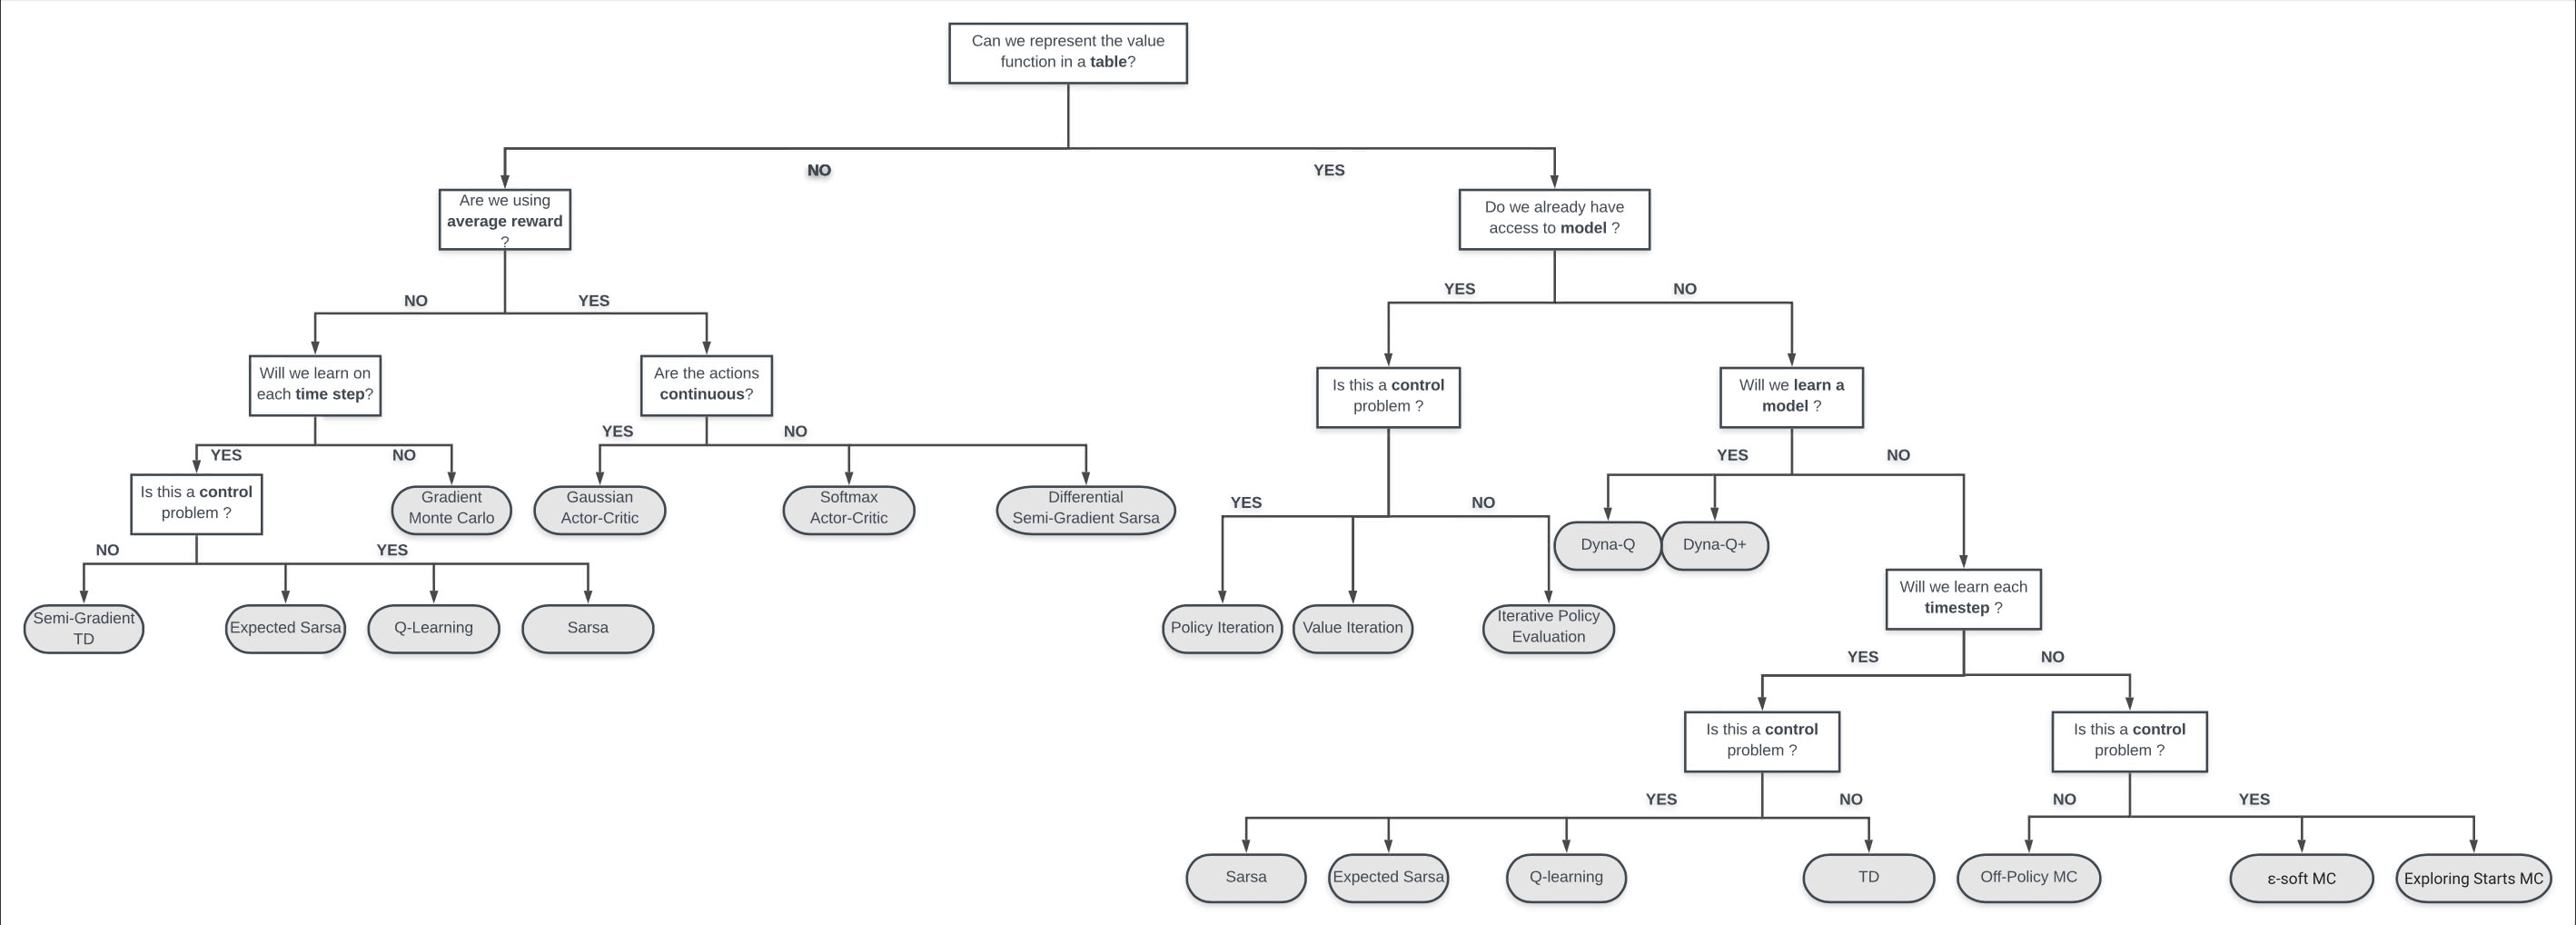 Can we represent the value
function in a table?
NO
YES
Are we using
average reward
?
Do we already have
access to model ?
YES
NO
NO
YES
Will we learn on
each time step?
Are the actions
continuous?
Is this a control
problem ?
Will we learn a
model ?
YES
NO
YES
NO
YES
NO
Is this a control
problem ?
Gradient
Monte Carlo
Gaussian
Actor-Critic
Softmax
Actor-Critic
Differential
Semi-Gradient Sarsa
YES
NO
Dyna-Q
Dyna-Q+
NO
YES
Will we learn each
timestep ?
Semi-Gradient
TD
Expected Sarsa
Q-Learning
Sarsa
Policy Iteration
Value Iteration
Iterative Policy
Evaluation
YES
NO
Is this a control
problem ?
Is this a control
problem ?
YES
NO
NO
YES
Sarsa
Expected Sarsa
Q-learning
TD
Off-Policy MC
ε-soft MC
Exploring Starts MC